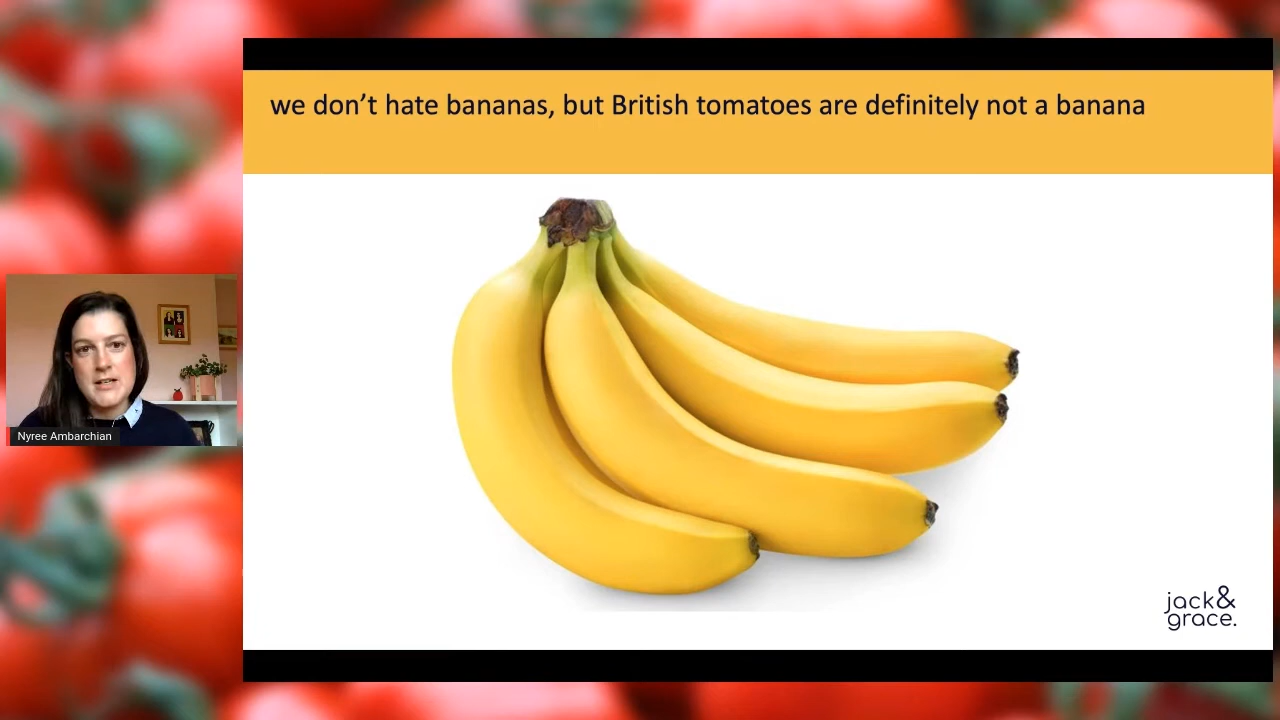 we don’t hate bananas, but British tomatoes are definitely not a banana
Nyree Ambarchian
jack&
grace.